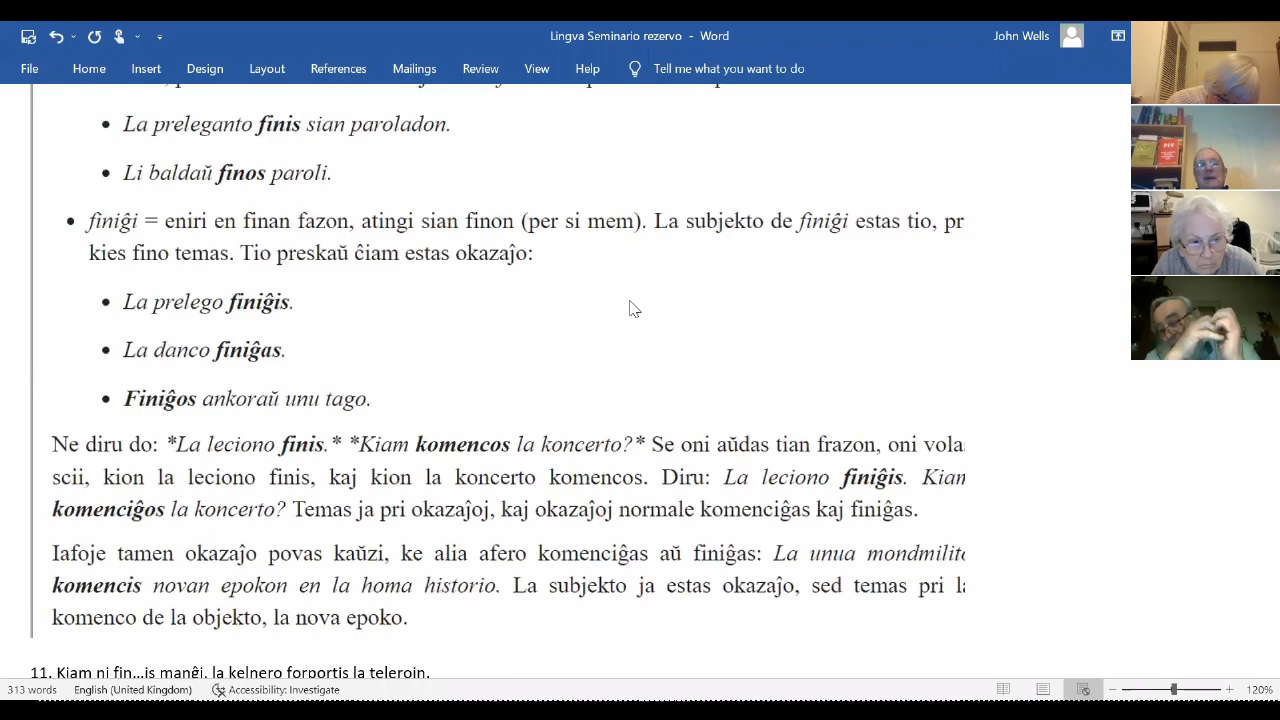 Lingva Seminario rezervo - Word
John Wells
File Home Insert Design Layout References Mailings Review View Help Tell me what you want to do
• La preleganto finis sian paroladon.
• Li baldaŭ finos paroli.
• finiĝi = eniri en finan fazon, atingi sian finon (per si mem). La subjekto de finiĝi estas tio, pr
kies fino temas. Tio preskaŭ ĉiam estas okazaĵo:
• La prelego finiĝis.
• La danco finiĝas.
• Finiĝos ankoraŭ unu tago.
Ne diru do: *La leciono finis.* *Kiam komencos la koncerto?* Se oni aŭdas tian frazon, oni vola
scii, kion la leciono finis, kaj kion la koncerto komencos. Diru: La leciono finiĝis. Kiam
komenciĝos la koncerto? Temas ja pri okazaĵoj, kaj okazaĵoj normale komenciĝas kaj finiĝas.
Iafoje tamen okazaĵo povas kaŭzi, ke alia afero komenciĝas aŭ finiĝas: La unua mondmilito
komencis novan epokon en la homa historio. La subjekto ja estas okazaĵo, sed temas pri la
komenco de la objekto, la nova epoko.
11. Kiam ni fin...is manĝi, la kelnero forportis la telerojn.
313 words English (United Kingdom) Accessibility: Investigate 120%
PIV